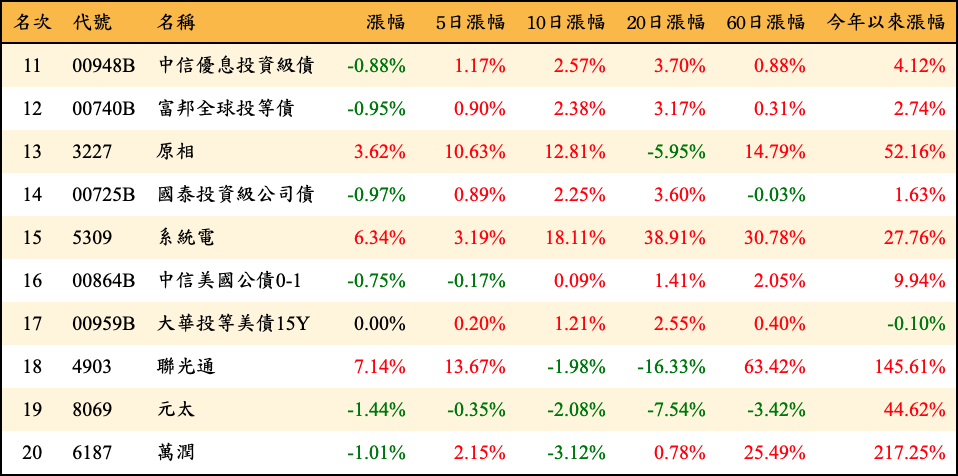 名次 代號 名稱 漲幅 5日漲幅 10日漲幅 20日漲幅 60日漲幅 今年以來漲幅
11 00948B 中信優息投資級債 -0.88% 1.17% 2.57% 3.70% 0.88% 4.12%
12 00740B 富邦全球投等債 -0.95% 0.90% 2.38% 3.17% 0.31% 2.74%
13 3227 原相 3.62% 10.63% 12.81% -5.95% 14.79% 52.16%
14 00725B 國泰投資級公司債 -0.97% 0.89% 2.25% 3.60% -0.03% 1.63%
15 5309 系統電 6.34% 3.19% 18.11% 38.91% 30.78% 27.76%
16 00864B 中信美國公債0-1 -0.75% -0.17% 0.09% 1.41% 2.05% 9.94%
17 00959B 大華投等美債15Y 0.00% 0.20% 1.21% 2.55% 0.40% -0.10%
18 4903 聯光通 7.14% 13.67% -1.98% -16.33% 63.42% 145.61%
19 8069 元太 -1.44% -0.35% -2.08% -7.54% -3.42% 44.62%
20 6187 萬潤 -1.01% 2.15% -3.12% 0.78% 25.49% 217.25%